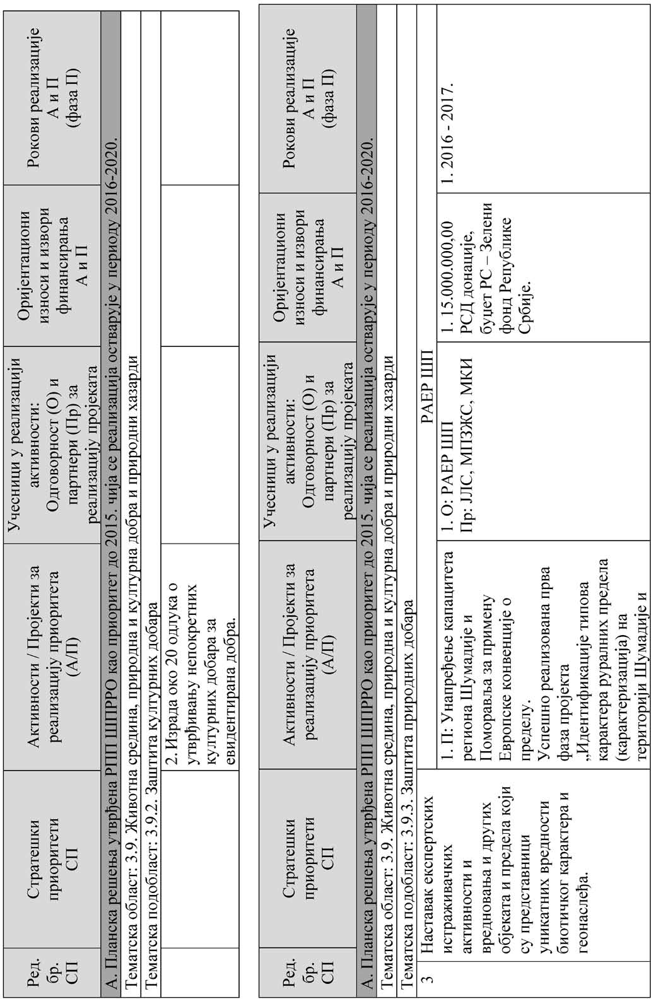 Ред.
бр.
СП
Стратешки
приоритети
СП
Активности / Пројекти за
реализацију приоритета
(А/П)
Учесници у реализацији
активности:
Одговорност (О) и
партнери (Пр) за
реализацију пројеката
Оријентациони
износи и извори
финансирања
А и П
Рокови реализације
А и П
(фаза П)
А. Планска решења утврђена РПП ШПРРО као приоритет до 2015. чија се реализација остварује у периоду 2016-2020.
Тематска област: 3.9. Животна средина, природна и културна добра и природни хазарди
Тематска подобласт: 3.9.2. Заштита културних добара
2. Израда око 20 одлука о
утврђивању непокретних
културних добара за
евидентирана добра.
Ред.
бр.
СП
Стратешки
приоритети
СП
Активности / Пројекти за
реализацију приоритета
(А/П)
Учесници у реализацији
активности:
Одговорност (О) и
партнери (Пр) за
реализацију пројеката
Оријентациони
износи и извори
финансирања
А и П
Рокови реализације
А и П
(фаза П)
А. Планска решења утврђена РПП ШПРРО као приоритет до 2015. чија се реализација остварује у периоду 2016-2020.
Тематска област: 3.9. Животна средина, природна и културна добра и природни хазарди
Тематска подобласт: 3.9.3. Заштита природних добара
3
Наставак експертских
истраживачких
активности и
вредновања и других
објеката и предела који
су представници
уникатних вредности
биотичког карактера и
геонаслеђа.
РАЕР ШП
1. П: Унапређење капацитета
региона Шумадије и
Поморавља за примену
Европске конвенције о
пределу.
Успешно реализована прва
фаза пројекта
„Идентификације типова
карактера руралних предела
(карактеризација) на
територији Шумадије и
1. О: РАЕР ШП
Пр: ЈЛС, МПЗЖС, МКИ
1. 15.000.000,00
РСД донације,
буџет РС – Зелени
фонд Републике
Србије.
1. 2016 - 2017.